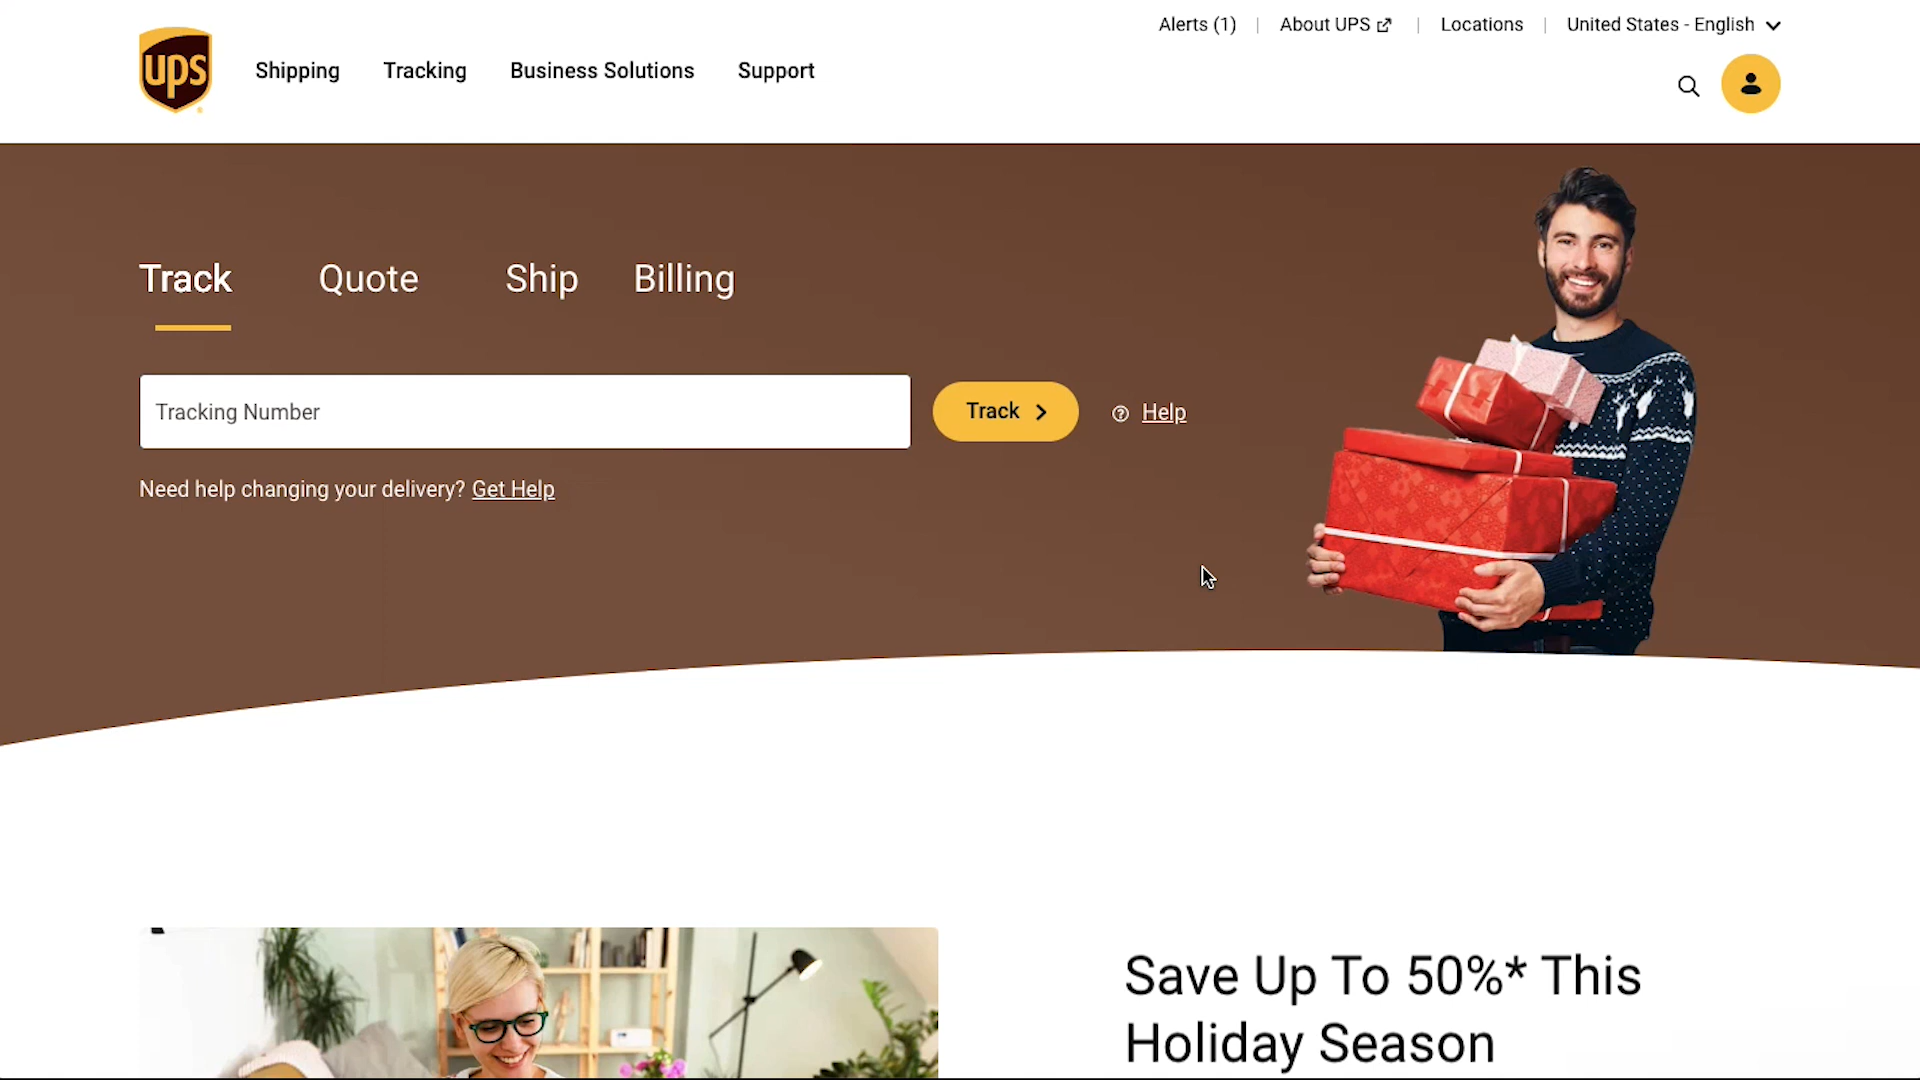 Alerts (1) | About UPS | Locations | United States - English
ups
Shipping Tracking Business Solutions Support
Track Quote Ship Billing
Tracking Number
Track
Help
Need help changing your delivery? Get Help
Save Up To 50%* This
Holiday Season